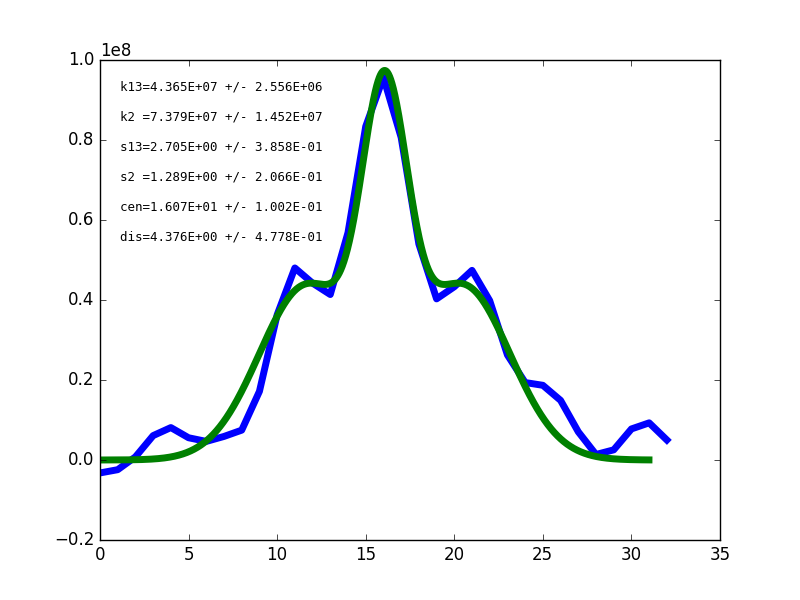 1e8
1.0
k13=4.365E+07 +/- 2.556E+06
k2 =7.379E+07 +/- 1.452E+07
0.8
s13=2.705E+00 +/- 3.858E-01
s2 =1.289E+00 +/- 2.066E-01
0.6
cen=1.607E+01 +/- 1.002E-01
dis=4.376E+00 +/- 4.778E-01
0.4
0.2
0.0
−0.2
0 5 10 15 20 25 30 35